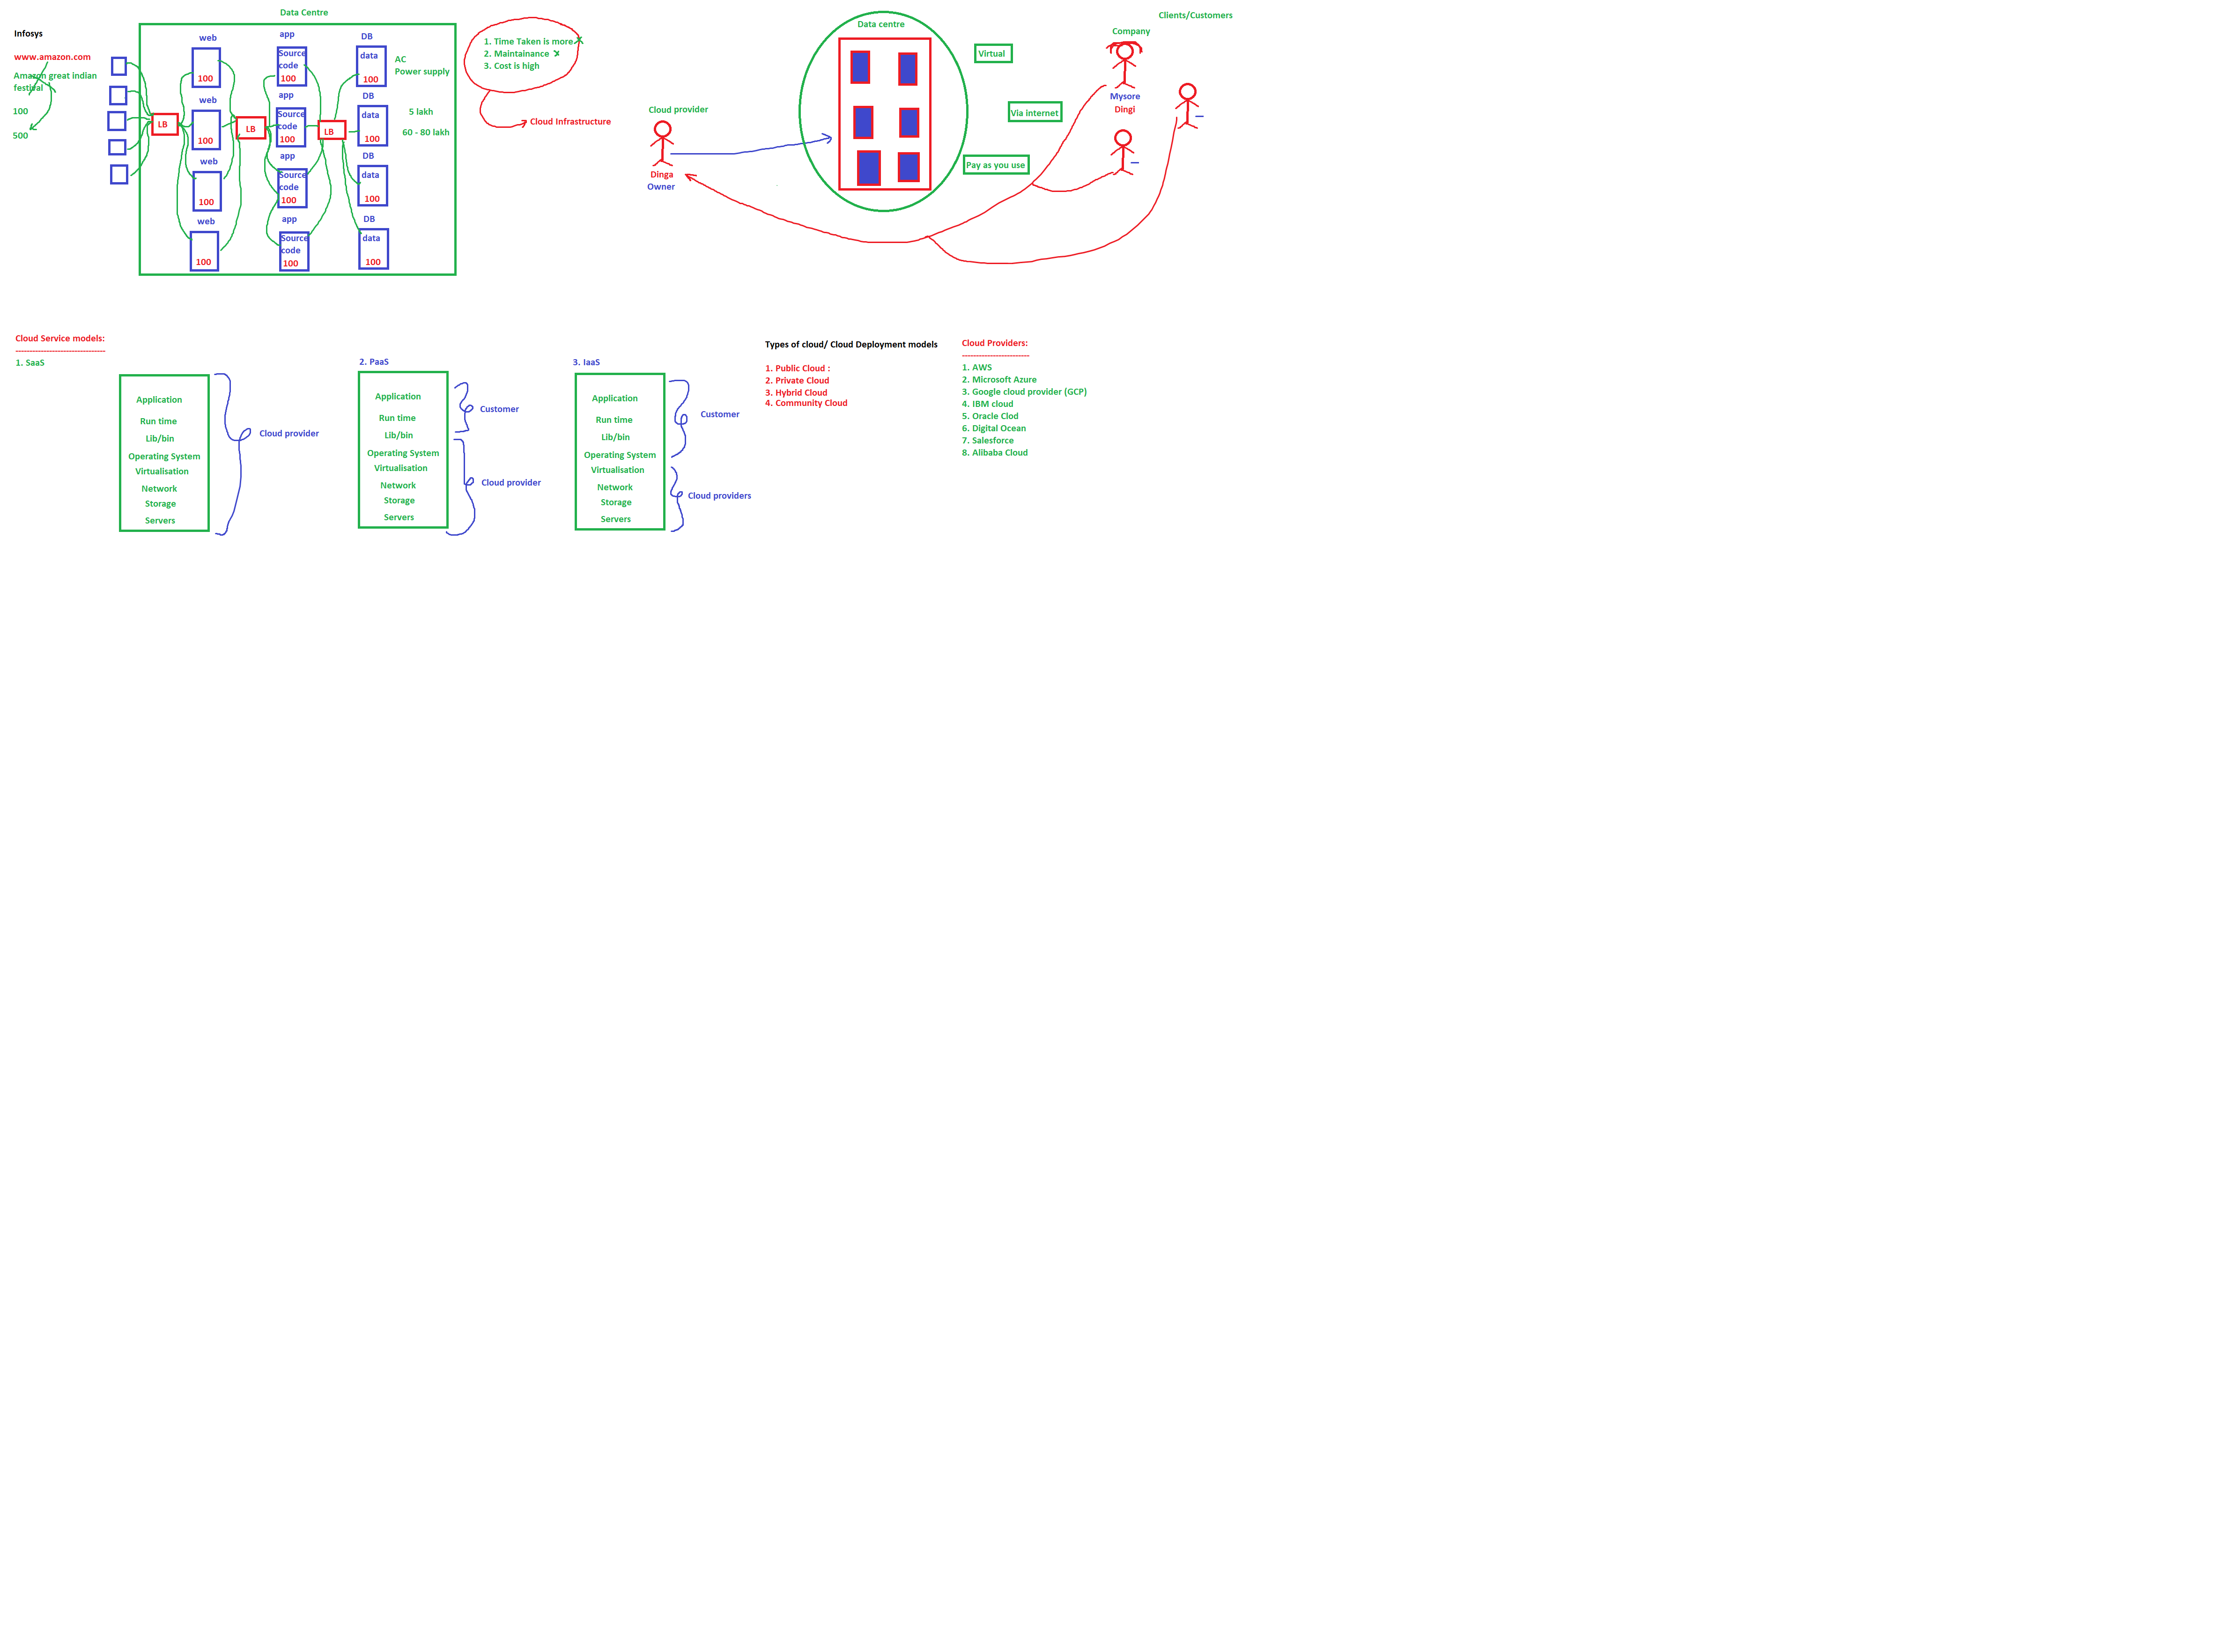 Data Centre
Infosys
www.amazon.com
Amazon great indian
festival
100
500
LB
web
100
web
100
web
100
web
100
LB
app
Source
code
100
app
Source
code
100
app
Source
code
100
app
Source
code
100
LB
DB
data
100
DB
data
100
DB
data
100
DB
data
100
AC
Power supply
5 lakh
60 - 80 lakh
1. Time Taken is more
2. Maintainance
3. Cost is high
Cloud Infrastructure
Cloud provider
Dinga
Owner
Data centre
Virtual
Via internet
Pay as you use
Clients/Customers
Company
Mysore
Dingi
Cloud Service models:
--------------------------------
1. SaaS
Application
Run time
Lib/bin
Operating System
Virtualisation
Network
Storage
Servers
Cloud provider
2. PaaS
Application
Run time
Lib/bin
Operating System
Virtualisation
Network
Storage
Servers
Customer
Cloud provider
3. IaaS
Application
Run time
Lib/bin
Operating System
Virtualisation
Network
Storage
Servers
Customer
Cloud providers
Types of cloud/ Cloud Deployment models
1. Public Cloud :
2. Private Cloud
3. Hybrid Cloud
4. Community Cloud
Cloud Providers:
------------------------
1. AWS
2. Microsoft Azure
3. Google cloud provider (GCP)
4. IBM cloud
5. Oracle Clod
6. Digital Ocean
7. Salesforce
8. Alibaba Cloud